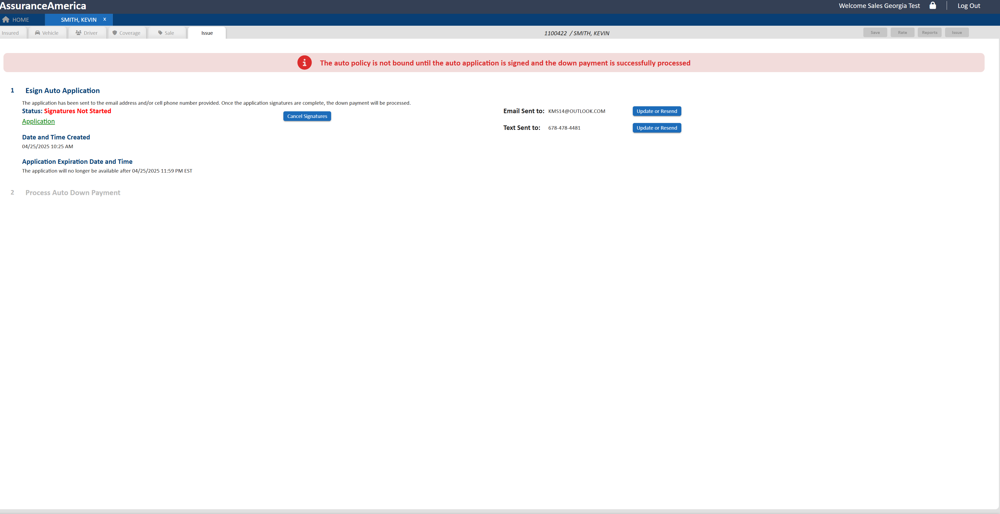 AssuranceAmerica
Welcome Sales Georgia Test
Log Out
HOME
SMITH, KEVIN x
Insured
Vehicle
Driver
Coverage
Sale
Issue
1100422 / SMITH, KEVIN
Save
Rate
Reports
Issue
The auto policy is not bound until the auto application is signed and the down payment is successfully processed
1 Esign Auto Application
The application has been sent to the email address and/or cell phone number provided. Once the application signatures are complete, the down payment will be processed.
Status: Signatures Not Started
Application
Cancel Signatures
Email Sent to: KMS14@OUTLOOK.COM
Update or Resend
Text Sent to: 678-478-4481
Update or Resend
Date and Time Created
04/25/2025 10:25 AM
Application Expiration Date and Time
The application will no longer be available after 04/25/2025 11:59 PM EST
2 Process Auto Down Payment